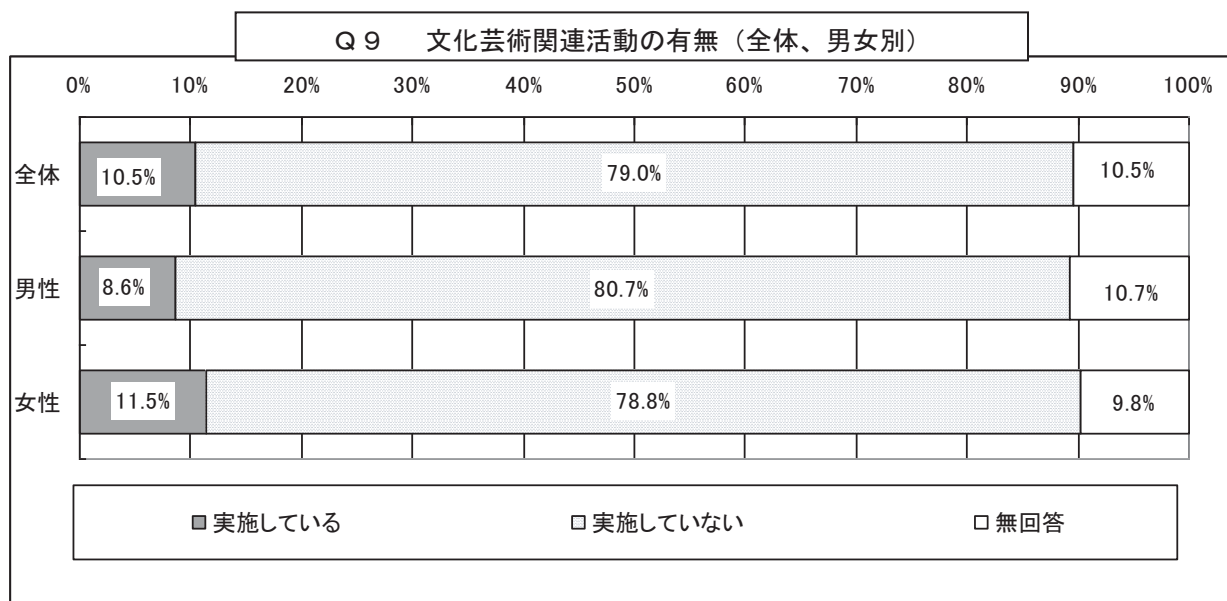 Q9 文化芸術関連活動の有無（全体、男女別）
0% 10% 20% 30% 40% 50% 60% 70% 80% 90% 100%
全体 10.5% 79.0% 10.5%
男性 8.6% 80.7% 10.7%
女性 11.5% 78.8% 9.8%
実施している 実施していない 無回答